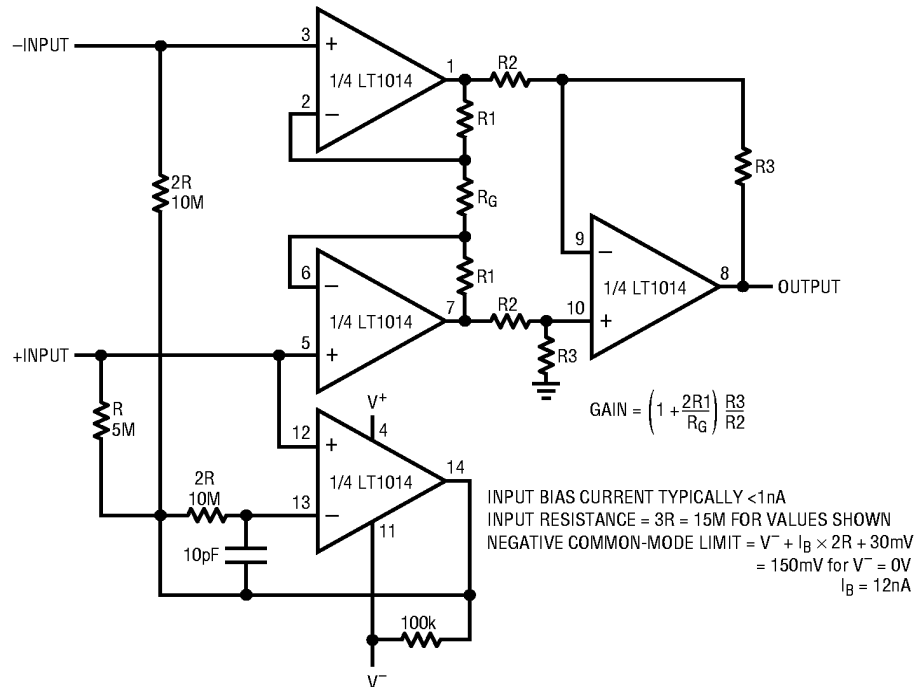 –INPUT
3
+
1/4 LT1014
2
–
1
R2
R1
R3
2R
10M
RG
6
–
1/4 LT1014
5
+
7
R1
R2
9
–
1/4 LT1014
10
+
8
OUTPUT
R3
+INPUT
R
5M
V+
4
12
+
1/4 LT1014
13
–
14
11
2R
10M
10pF
100k
V–
GAIN = (1 + 2R1/RG) R3/R2
INPUT BIAS CURRENT TYPICALLY <1nA
INPUT RESISTANCE = 3R = 15M FOR VALUES SHOWN
NEGATIVE COMMON-MODE LIMIT = V– + IB × 2R + 30mV
= 150mV for V– = 0V
IB = 12nA